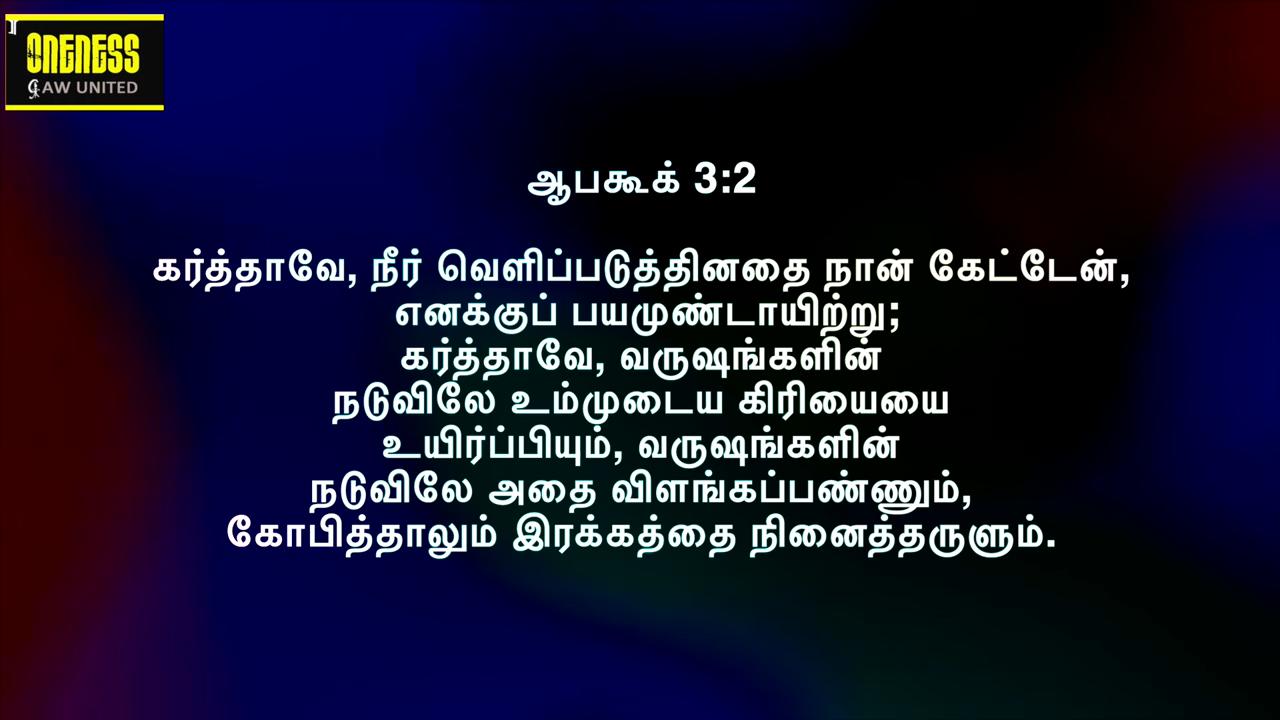 ONENESS
AW UNITED
ஆபகூக் 3:2
கர்த்தாவே, நீர் வெளிப்படுத்தினதை நான் கேட்டேன்,
எனக்குப் பயமுண்டாயிற்று;
கர்த்தாவே, வருஷங்களின்
நடுவிலே உம்முடைய கிரியையை
உயிர்ப்பியும், வருஷங்களின்
நடுவிலே அதை விளங்கப்பண்ணும்,
கோபித்தாலும் இரக்கத்தை நினைத்தருளும்.